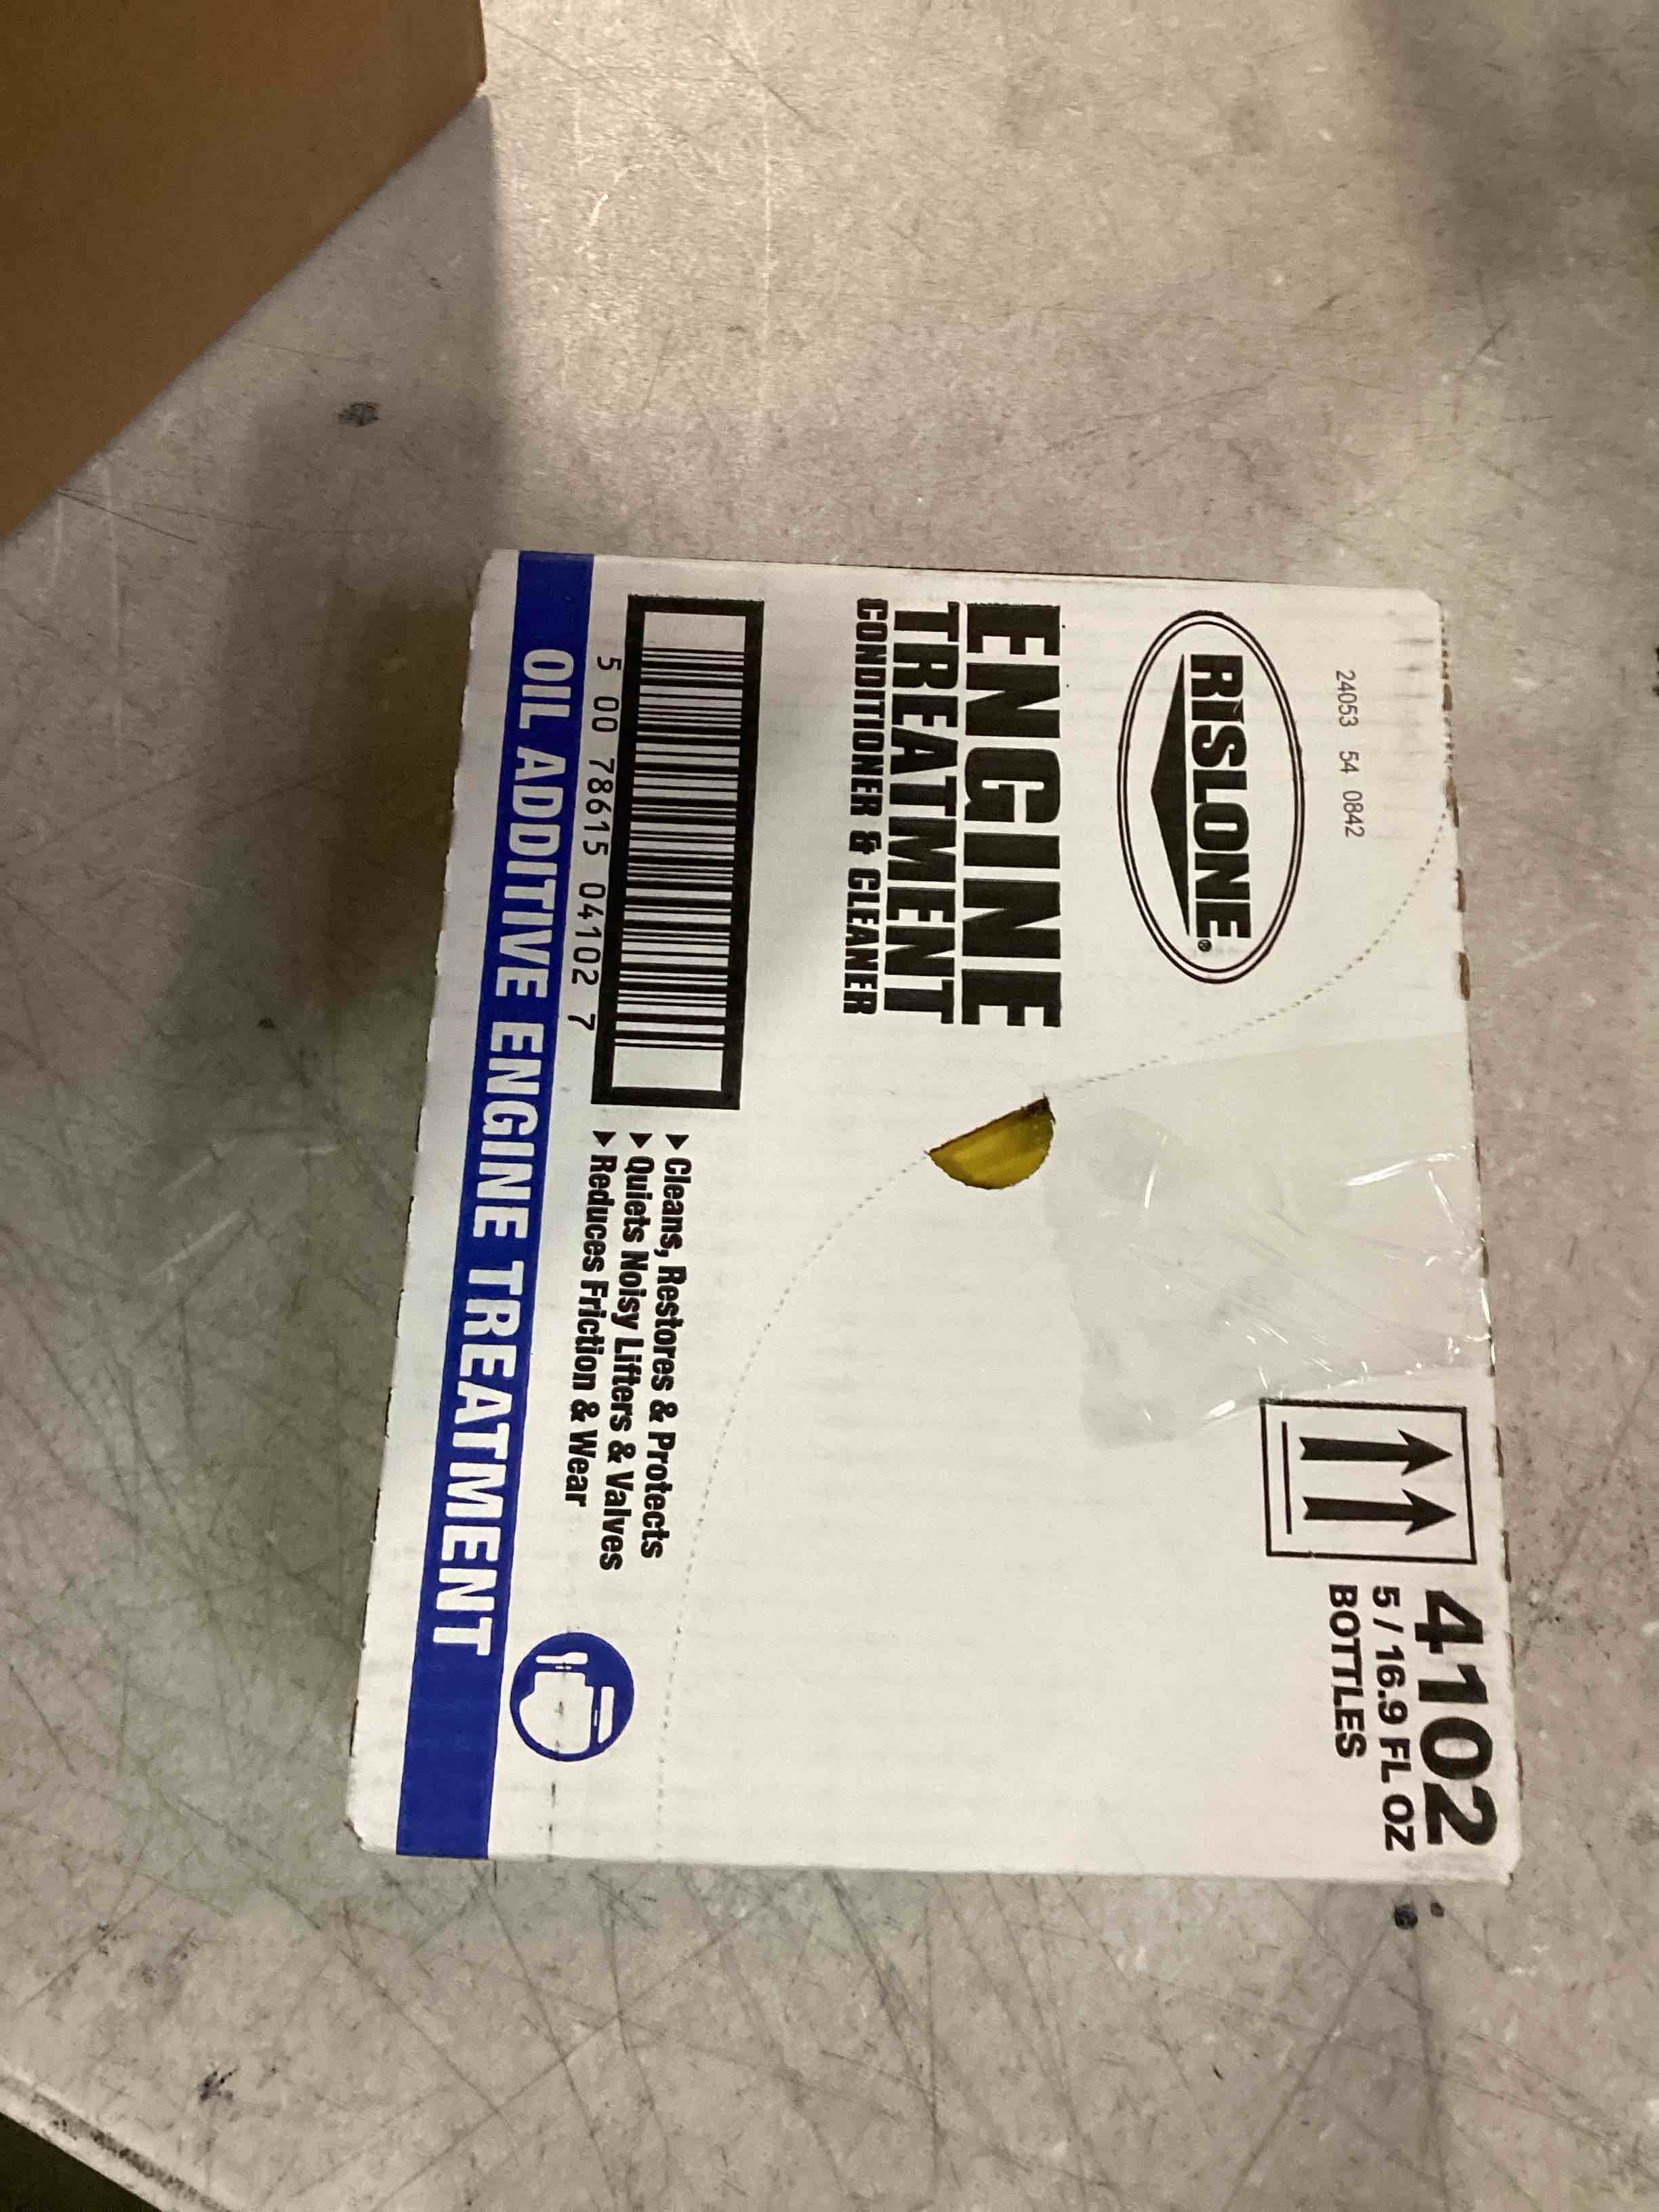 24053 54 0842
RISLONE®
ENGINE
TREATMENT
CONDITIONER & CLEANER
4102
5 / 16.9 FL OZ
BOTTLES
5 00 78615 04102 7
▶ Cleans, Restores & Protects
▶ Quiets Noisy Lifters & Valves
▶ Reduces Friction & Wear
OIL ADDITIVE ENGINE TREATMENT